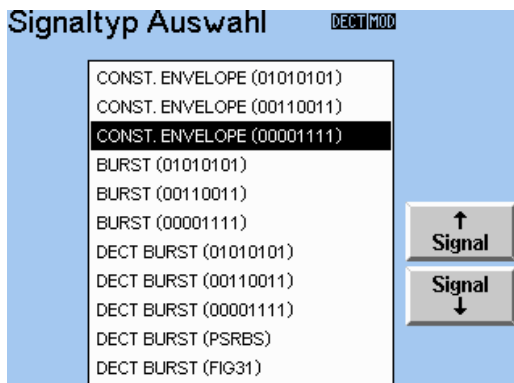 Signaltyp Auswahl DECT MOD
CONST. ENVELOPE (01010101)
CONST. ENVELOPE (00110011)
CONST. ENVELOPE (00001111)
BURST (01010101)
BURST (00110011)
BURST (00001111)
DECT BURST (01010101)
DECT BURST (00110011)
DECT BURST (00001111)
DECT BURST (PSRBS)
DECT BURST (FIG31)
↑
Signal
Signal
↓